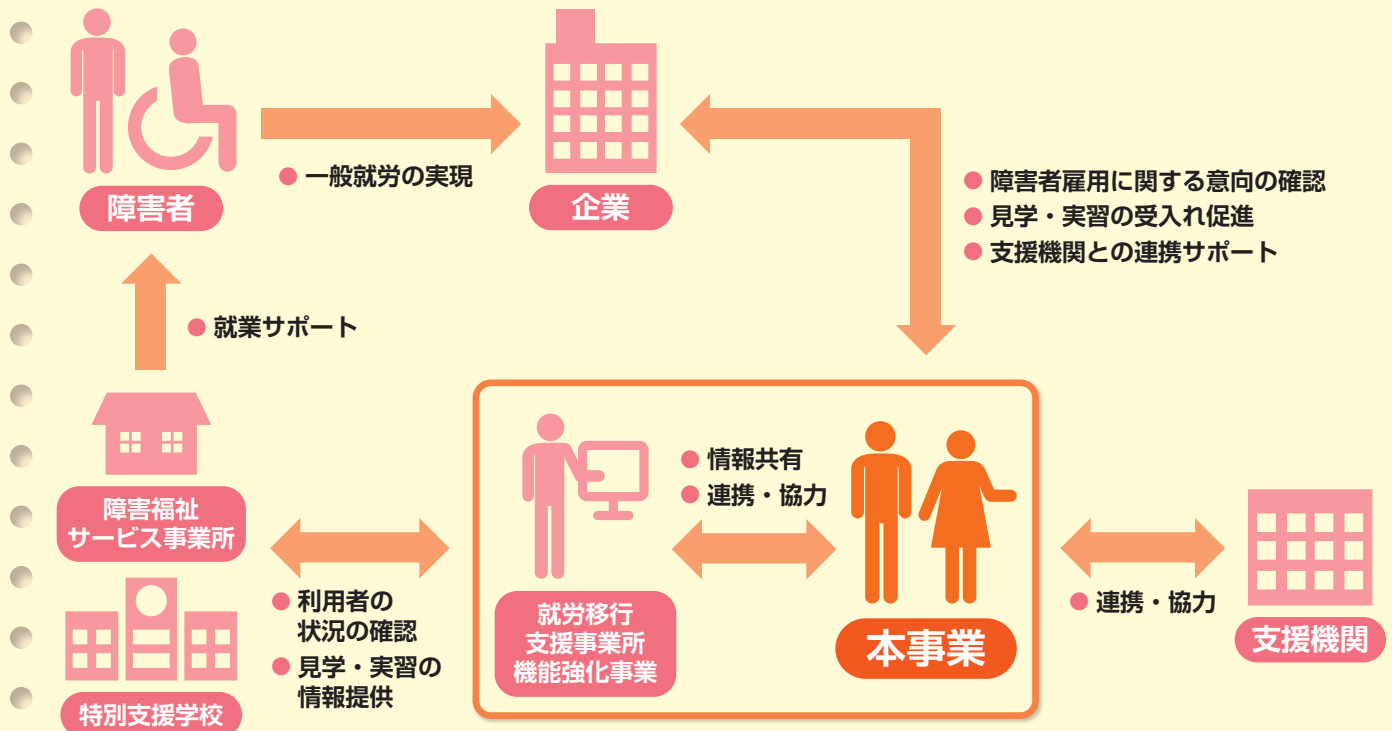 障害者
● 一般就労の実現
企業
● 障害者雇用に関する意向の確認
● 見学・実習の受入れ促進
● 支援機関との連携サポート
● 就業サポート
障害福祉
サービス事業所
特別支援学校
● 利用者の
状況の確認
● 見学・実習の
情報提供
就労移行
支援事業所
機能強化事業
● 情報共有
● 連携・協力
本事業
● 連携・協力
支援機関